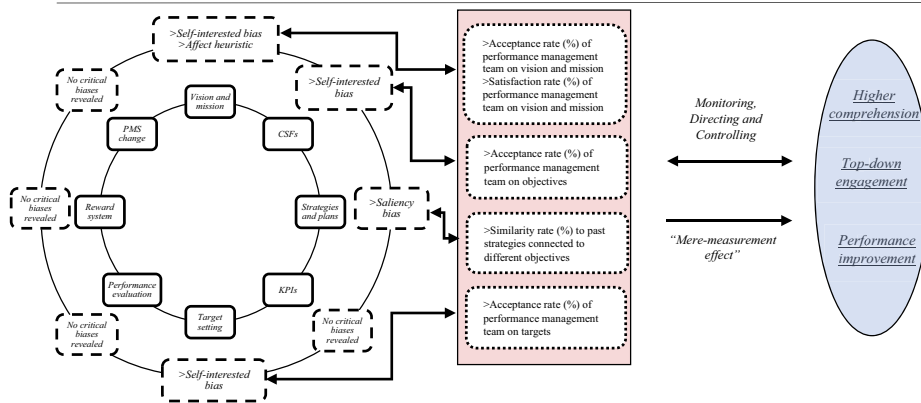 >Self-interested bias
>Affect heuristic
>Self-interested
bias
>Saliency
bias
No critical
biases
revealed
>Self-interested
bias
No critical
biases
revealed
No critical
biases
revealed
No critical
biases
revealed
Vision and
mission
CSFs
Strategies
and plans
KPIs
Target
setting
Performance
evaluation
Reward
system
PMS
change
>Acceptance rate (%) of
performance management
team on vision and mission
>Satisfaction rate (%) of
performance management
team on vision and mission
>Acceptance rate (%) of
performance management
team on objectives
>Similarity rate (%) to past
strategies connected to
different objectives
>Acceptance rate (%) of
performance management
team on targets
Monitoring,
Directing and
Controlling
“Mere-measurement
effect”
Higher
comprehension
Top-down
engagement
Performance
improvement